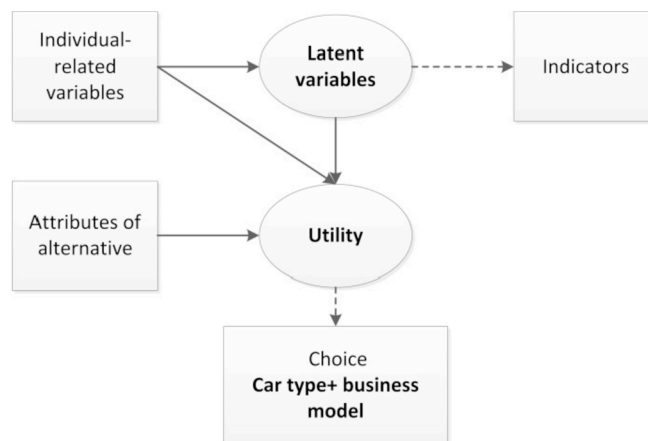 Individual-
related
variables
Latent
variables
Indicators
Attributes of
alternative
Utility
Choice
Car type+ business
model